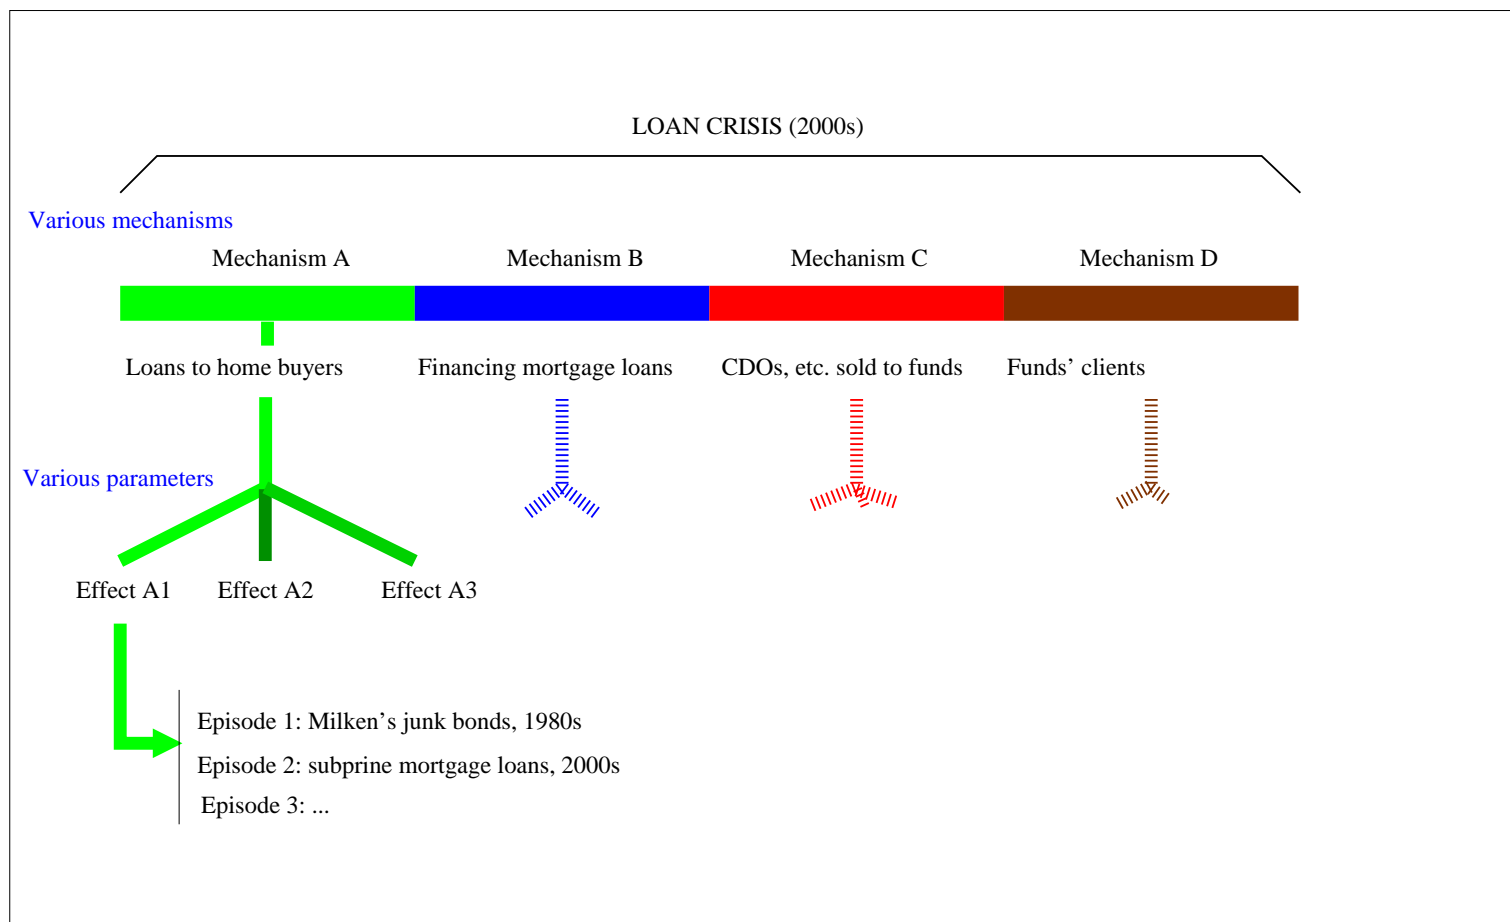 LOAN CRISIS (2000s)
Various mechanisms
Mechanism A Mechanism B Mechanism C Mechanism D
Loans to home buyers Financing mortgage loans CDOs, etc. sold to funds Funds’ clients
Various parameters
Effect A1 Effect A2 Effect A3
Episode 1: Milken’s junk bonds, 1980s
Episode 2: subprine mortgage loans, 2000s
Episode 3: ...